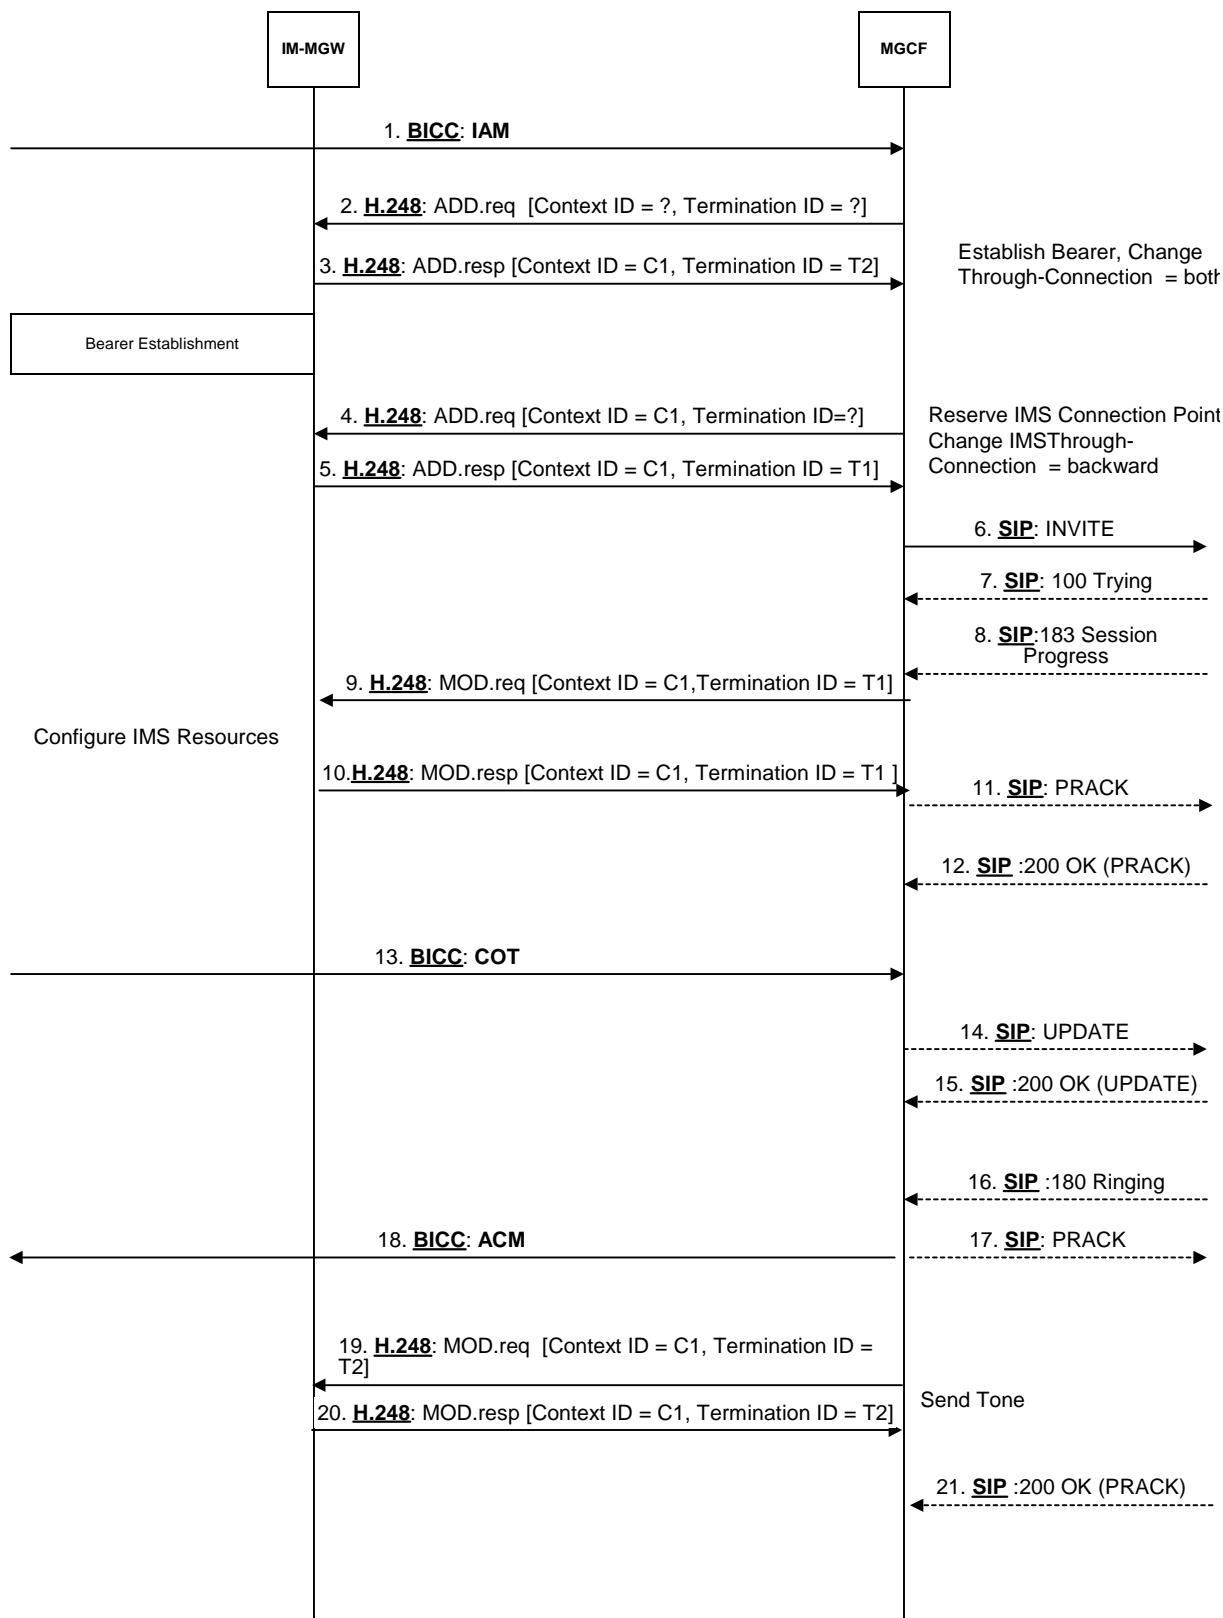 IM-MGW
MGCF
1. BICC: IAM
2. H.248: ADD.req [Context ID = ?, Termination ID = ?]
3. H.248: ADD.resp [Context ID = C1, Termination ID = T2]
Establish Bearer, Change
Through-Connection = both
Bearer Establishment
4. H.248: ADD.req [Context ID = C1, Termination ID=?]
5. H.248: ADD.resp [Context ID = C1, Termination ID = T1]
Reserve IMS Connection Point
Change IMSThrough-
Connection = backward
6. SIP: INVITE
7. SIP: 100 Trying
8. SIP:183 Session
Progress
9. H.248: MOD.req [Context ID = C1,Termination ID = T1]
Configure IMS Resources
10.H.248: MOD.resp [Context ID = C1, Termination ID = T1 ]
11. SIP: PRACK
12. SIP :200 OK (PRACK)
13. BICC: COT
14. SIP: UPDATE
15. SIP :200 OK (UPDATE)
16. SIP :180 Ringing
18. BICC: ACM
17. SIP: PRACK
19. H.248: MOD.req [Context ID = C1, Termination ID =
T2]
Send Tone
20. H.248: MOD.resp [Context ID = C1, Termination ID = T2]
21. SIP :200 OK (PRACK)